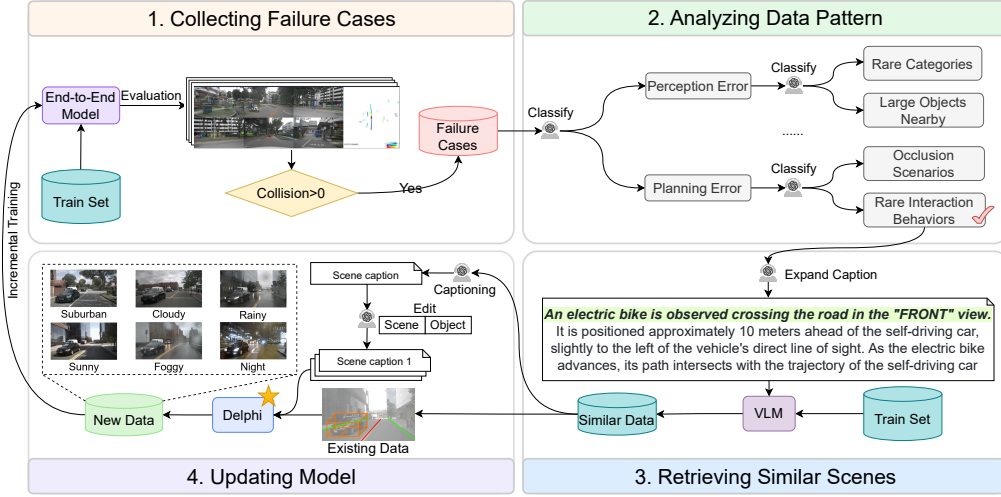 1. Collecting Failure Cases
End-to-End
Model
Evaluation
Train Set
Collision>0
Yes
Failure
Cases
Incremental Training
2. Analyzing Data Pattern
Classify
Perception Error
Classify
Rare Categories
Large Objects
Nearby
......
Planning Error
Classify
Occlusion
Scenarios
Rare Interaction
Behaviors
Expand Caption
An electric bike is observed crossing the road in the "FRONT" view.
It is positioned approximately 10 meters ahead of the self-driving car,
slightly to the left of the vehicle's direct line of sight. As the electric bike
advances, its path intersects with the trajectory of the self-driving car
VLM
Train Set
Similar Data
3. Retrieving Similar Scenes
Captioning
Scene caption
Edit
Scene Object
Scene caption 1
Existing Data
Delphi
New Data
Suburban
Cloudy
Rainy
Sunny
Foggy
Night
4. Updating Model